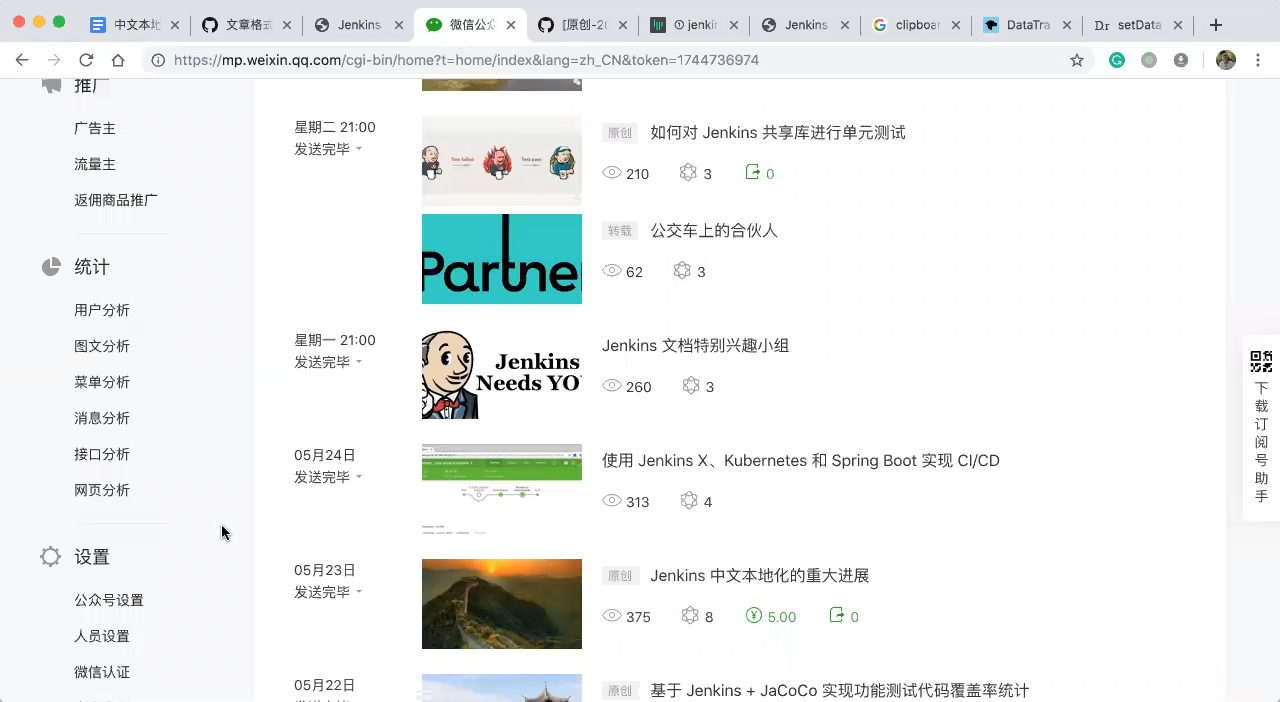 中文本地
文章格式
Jenkins
微信公众
[原创-20
① jenkin
Jenkins
clipboar
DataTra
Dr setData
https://mp.weixin.qq.com/cgi-bin/home?t=home/index&lang=zh_CN&token=1744736974
推广
广告主
流量主
返佣商品推广
统计
用户分析
图文分析
菜单分析
消息分析
接口分析
网页分析
设置
公众号设置
人员设置
微信认证
星期二 21:00
发送完毕
Test failed
Test pass
原创 如何对 Jenkins 共享库进行单元测试
210 3 0
Partne
转载 公交车上的合伙人
62 3
星期一 21:00
发送完毕
Jenkins
Needs YO
Jenkins 文档特别兴趣小组
260 3
05月24日
发送完毕
使用 Jenkins X、Kubernetes 和 Spring Boot 实现 CI/CD
313 4
05月23日
发送完毕
原创 Jenkins 中文本地化的重大进展
375 8 ¥ 5.00 0
05月22日
原创 基于 Jenkins + JaCoCo 实现功能测试代码覆盖率统计
下载订阅号助手